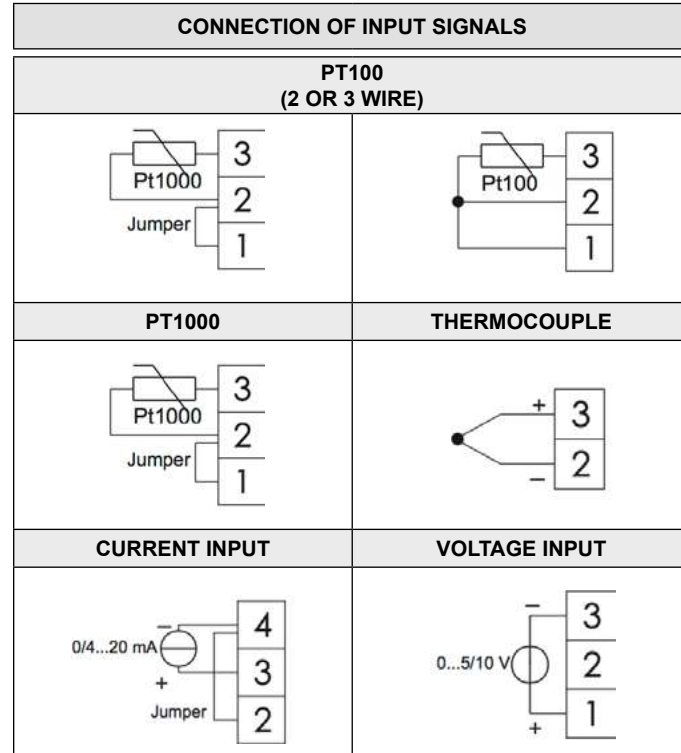 CONNECTION OF INPUT SIGNALS
PT100
(2 OR 3 WIRE)
3
Pt1000
2
Jumper
1
3
Pt100
2
1
PT1000
THERMOCOUPLE
3
Pt1000
2
Jumper
1
+ 3
2
–
CURRENT INPUT
VOLTAGE INPUT
– 4
0/4...20 mA
3
+
Jumper 2
– 3
0...5/10 V 2
1
+